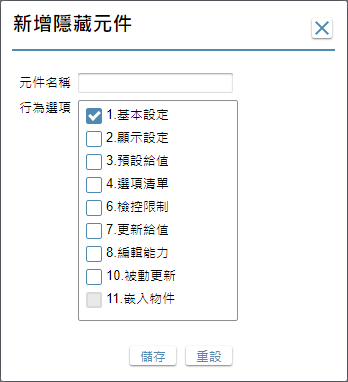 新增隱藏元件
元件名稱
行為選項
1.基本設定
2.顯示設定
3.預設給值
4.選項清單
6.檢控限制
7.更新給值
8.編輯能力
10.被動更新
11.嵌入物件
儲存 重設